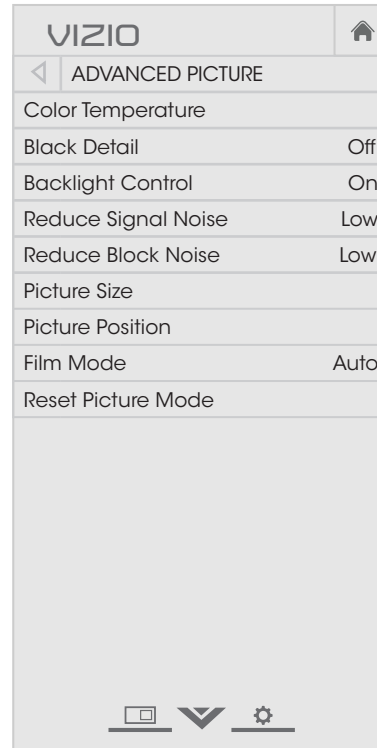 VIZIO
ADVANCED PICTURE
Color Temperature
Black Detail Off
Backlight Control On
Reduce Signal Noise Low
Reduce Block Noise Low
Picture Size
Picture Position
Film Mode Auto
Reset Picture Mode